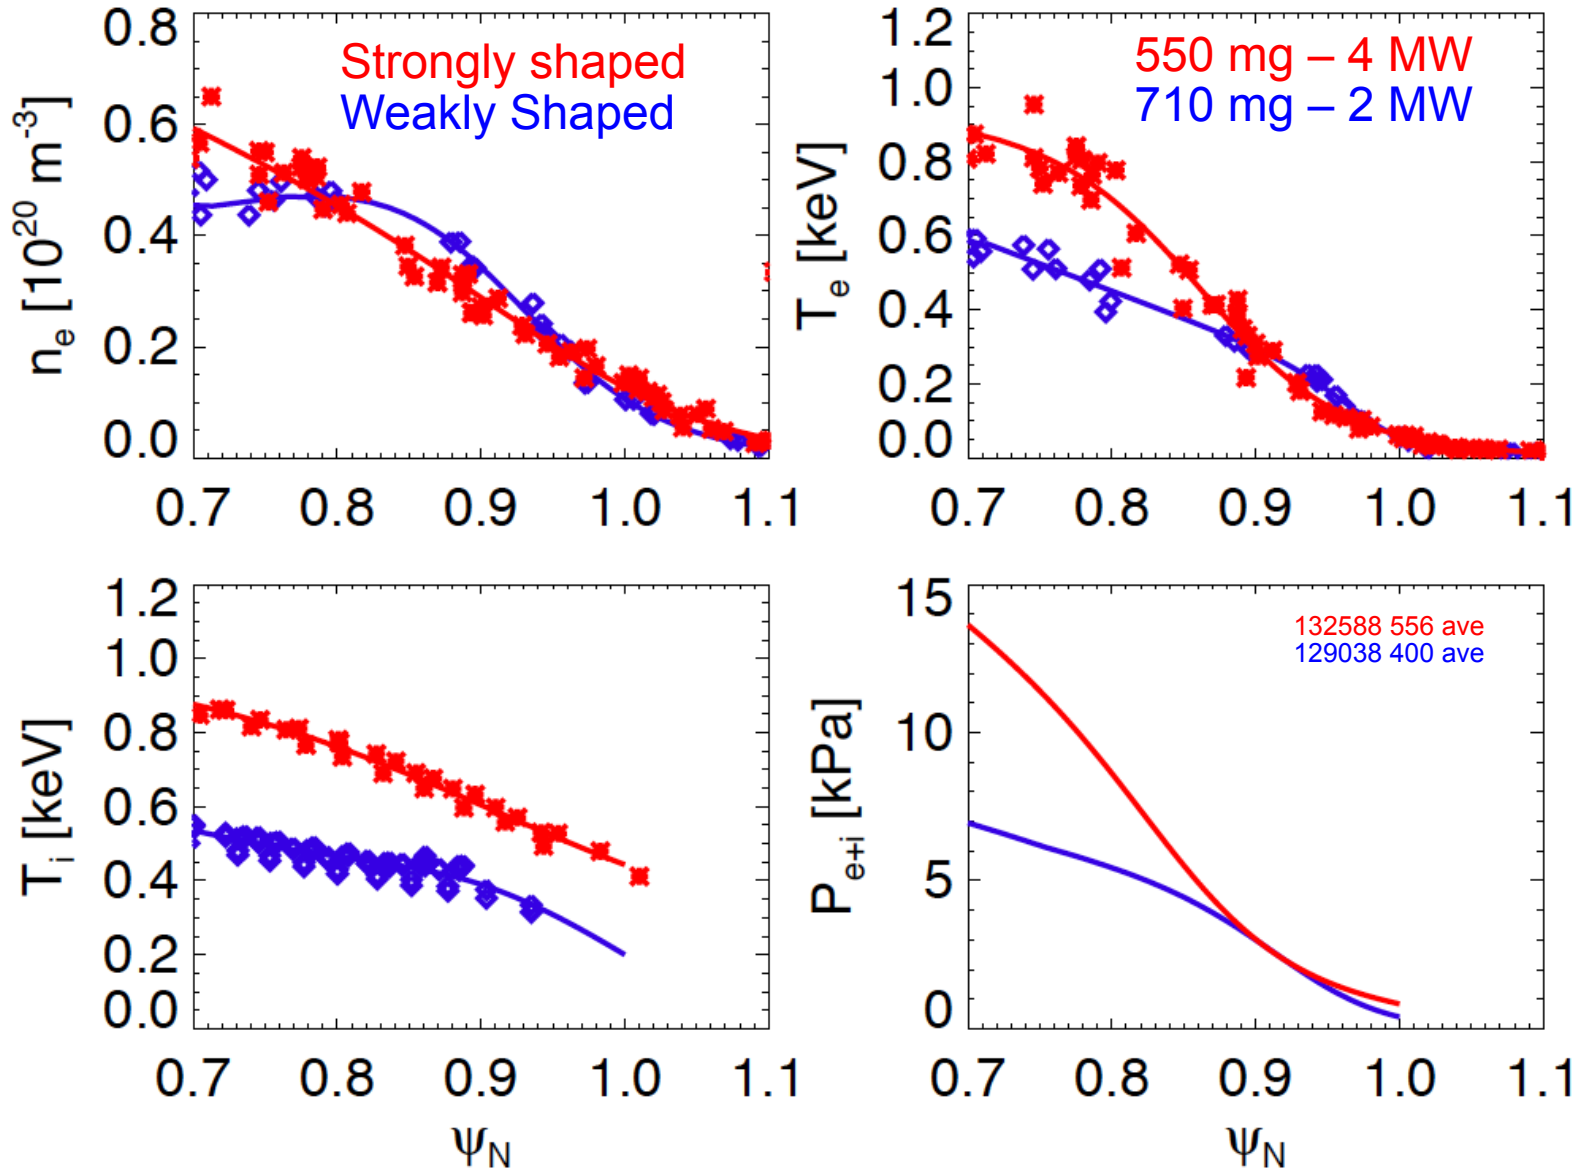 Strongly shaped
Weakly Shaped
n_e [10^20 m^-3]
0.8
0.6
0.4
0.2
0.0
0.7 0.8 0.9 1.0 1.1
550 mg – 4 MW
710 mg – 2 MW
T_e [keV]
1.2
1.0
0.8
0.6
0.4
0.2
0.0
0.7 0.8 0.9 1.0 1.1
T_i [keV]
1.2
1.0
0.8
0.6
0.4
0.2
0.0
0.7 0.8 0.9 1.0 1.1
ψ_N
132588 556 ave
129038 400 ave
P_e+i [kPa]
15
10
5
0
0.7 0.8 0.9 1.0 1.1
ψ_N